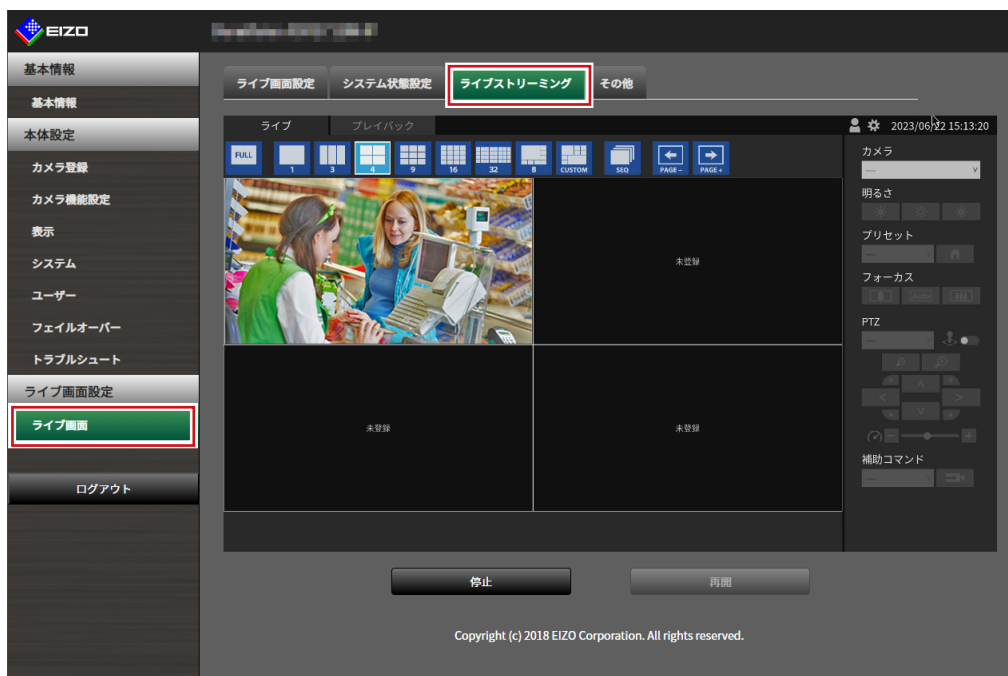 EIZO
基本情報
基本情報
本体設定
カメラ登録
カメラ機能設定
表示
システム
ユーザー
フェイルオーバー
トラブルシュート
ライブ画面設定
ライブ画面
ログアウト
ライブ画面設定 システム状態設定 ライブストリーミング その他
ライブ プレイバック 2023/06/22 15:13:20
FULL 1 3 4 9 16 32 8 CUSTOM SEQ PAGE− PAGE+
未登録
未登録
未登録
カメラ
明るさ
プリセット
フォーカス
Auto
PTZ
補助コマンド
停止 再開
Copyright (c) 2018 EIZO Corporation. All rights reserved.